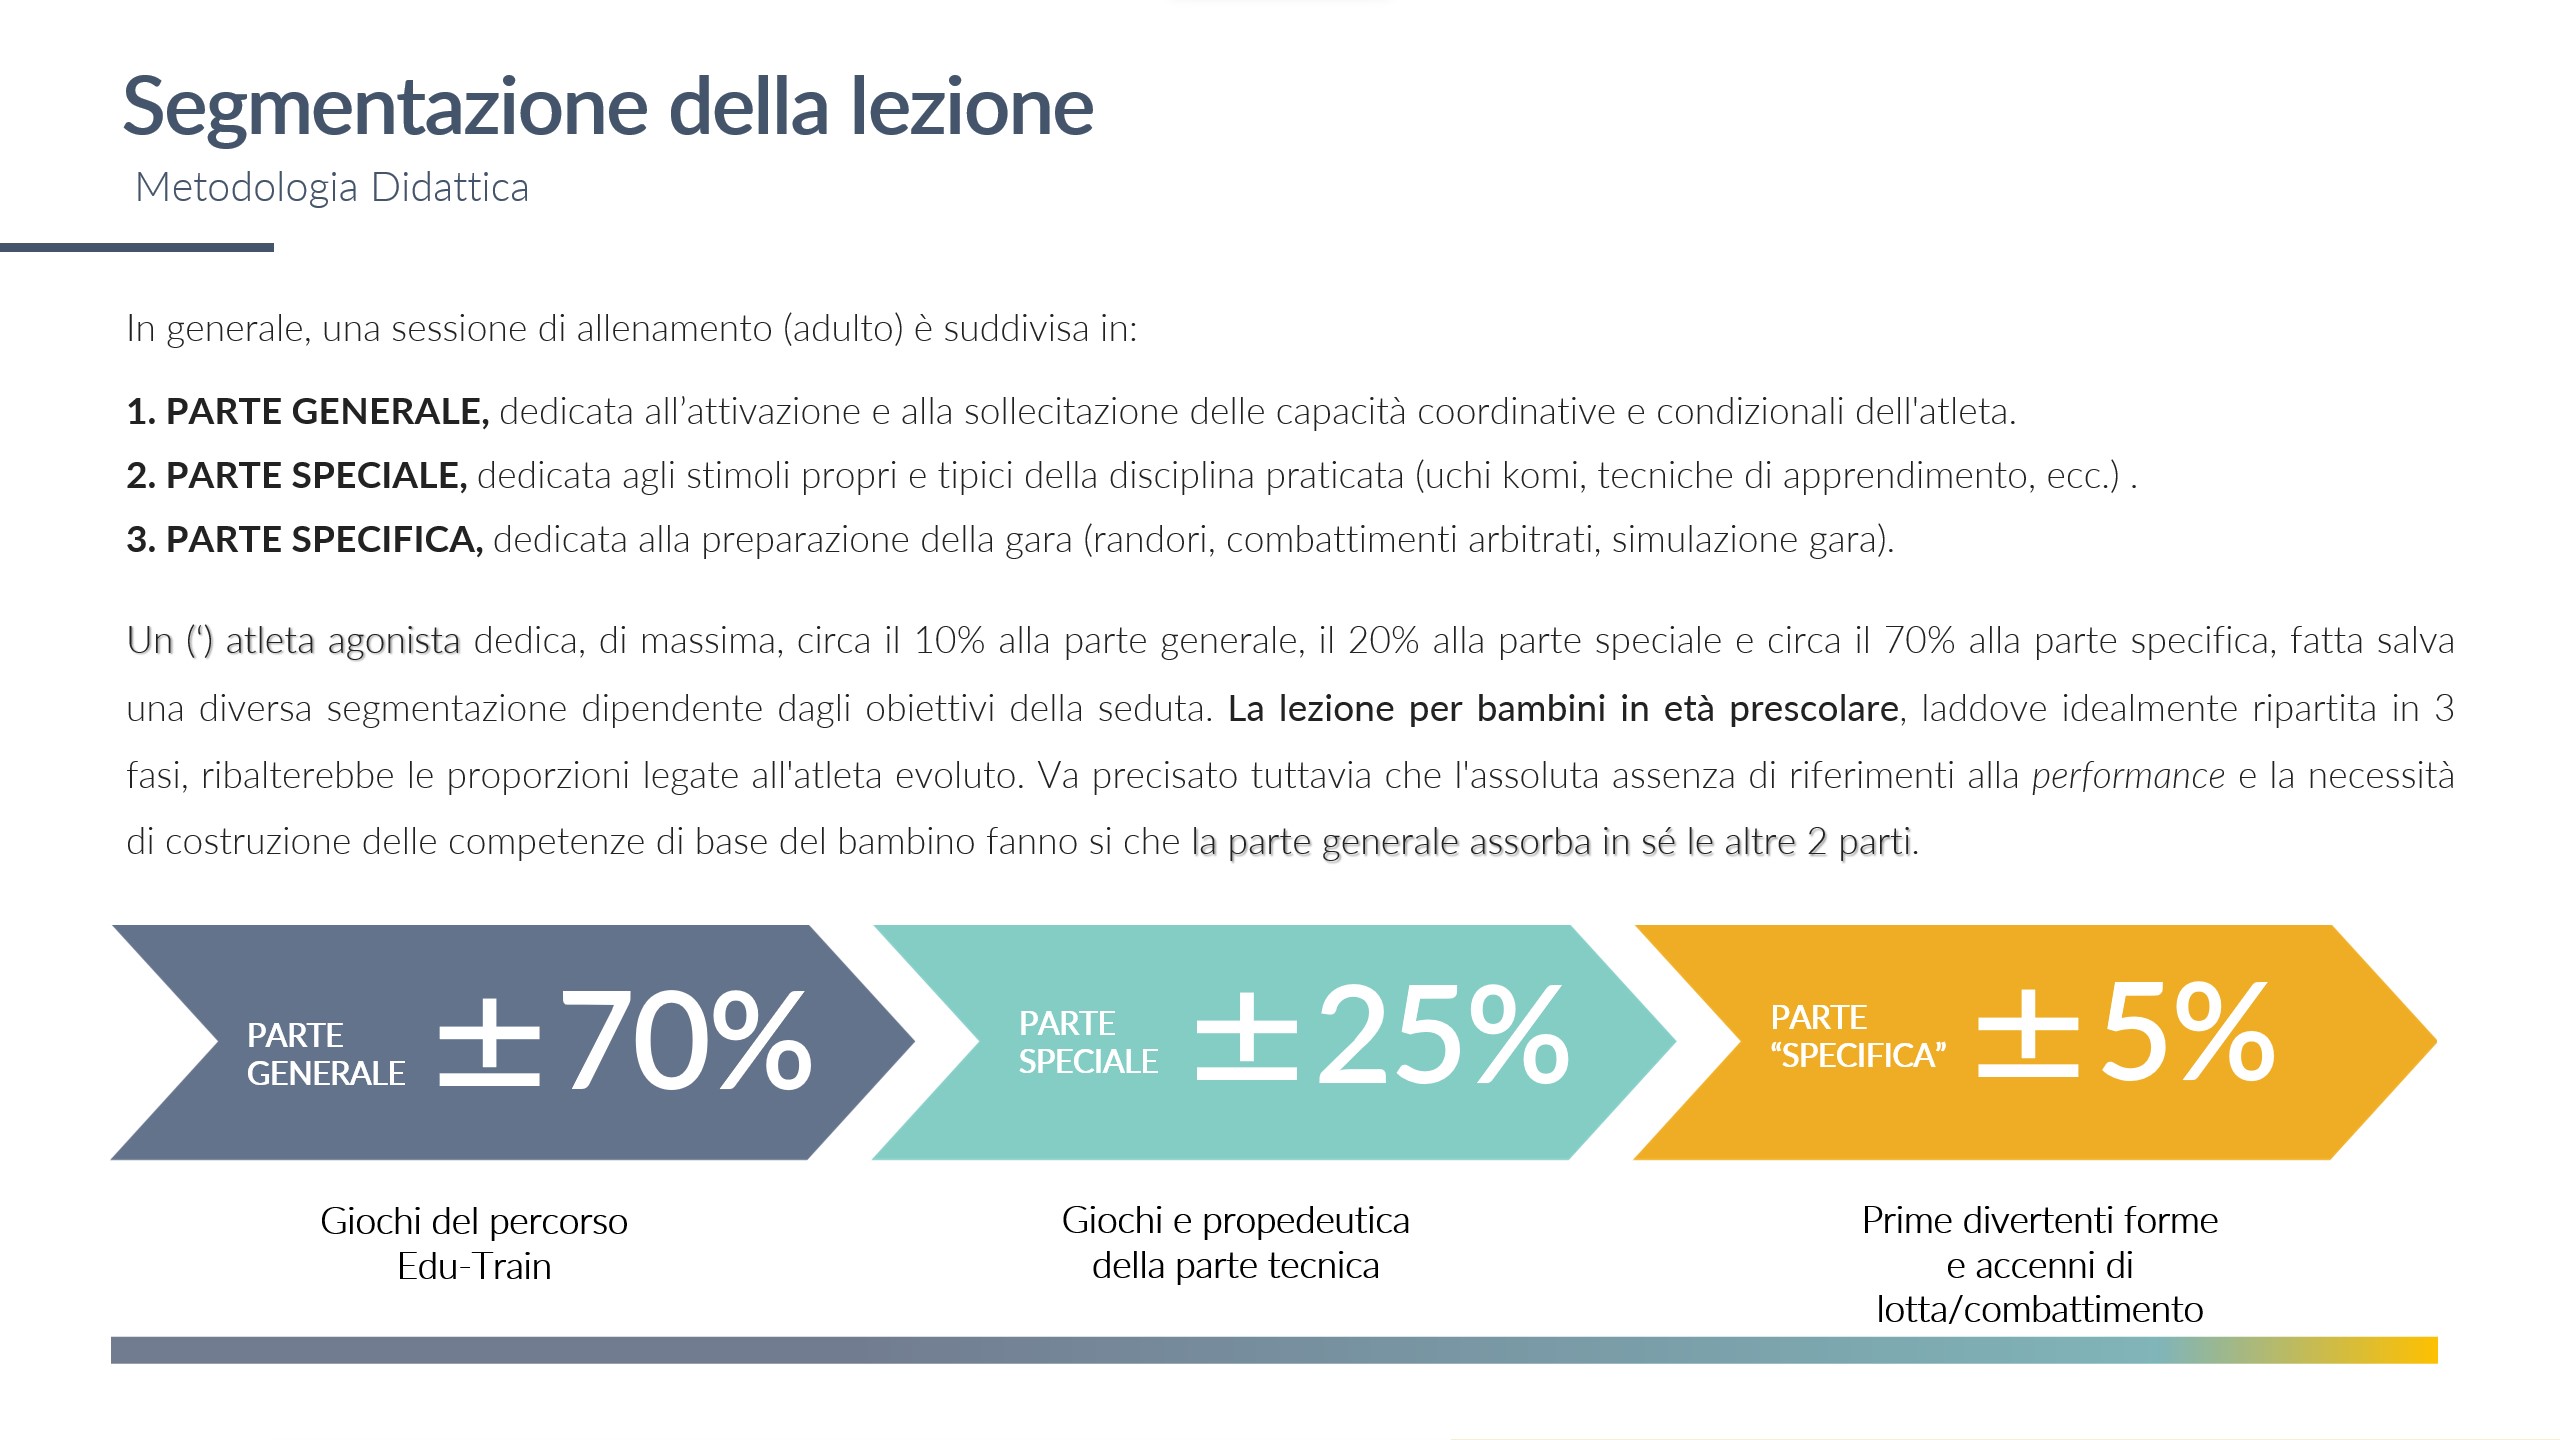 Segmentazione della lezione
Metodologia Didattica
In generale, una sessione di allenamento (adulto) è suddivisa in:
1. PARTE GENERALE, dedicata all’attivazione e alla sollecitazione delle capacità coordinative e condizionali dell'atleta.
2. PARTE SPECIALE, dedicata agli stimoli propri e tipici della disciplina praticata (uchi komi, tecniche di apprendimento, ecc.) .
3. PARTE SPECIFICA, dedicata alla preparazione della gara (randori, combattimenti arbitrati, simulazione gara).
Un (‘) atleta agonista dedica, di massima, circa il 10% alla parte generale, il 20% alla parte speciale e circa il 70% alla parte specifica, fatta salva
una diversa segmentazione dipendente dagli obiettivi della seduta. La lezione per bambini in età prescolare, laddove idealmente ripartita in 3
fasi, ribalterebbe le proporzioni legate all'atleta evoluto. Va precisato tuttavia che l'assoluta assenza di riferimenti alla performance e la necessità
di costruzione delle competenze di base del bambino fanno si che la parte generale assorba in sé le altre 2 parti.
PARTE
GENERALE
±70%
PARTE
SPECIALE
±25%
PARTE
“SPECIFICA”
±5%
Giochi del percorso
Edu-Train
Giochi e propedeutica
della parte tecnica
Prime divertenti forme
e accenni di
lotta/combattimento